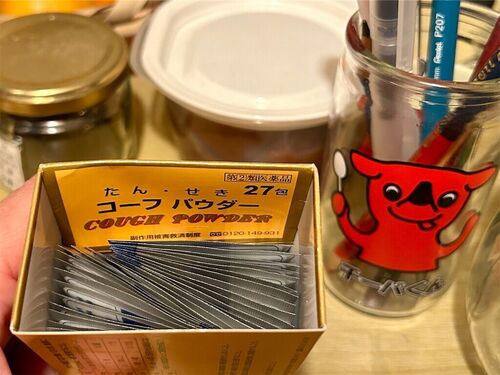 第②類医薬品
たん・せき 27包
コーフ パウダー
COUGH POWDER
副作用被害救済制度 ☎0120-149-931
Pentel P207
チーバくん